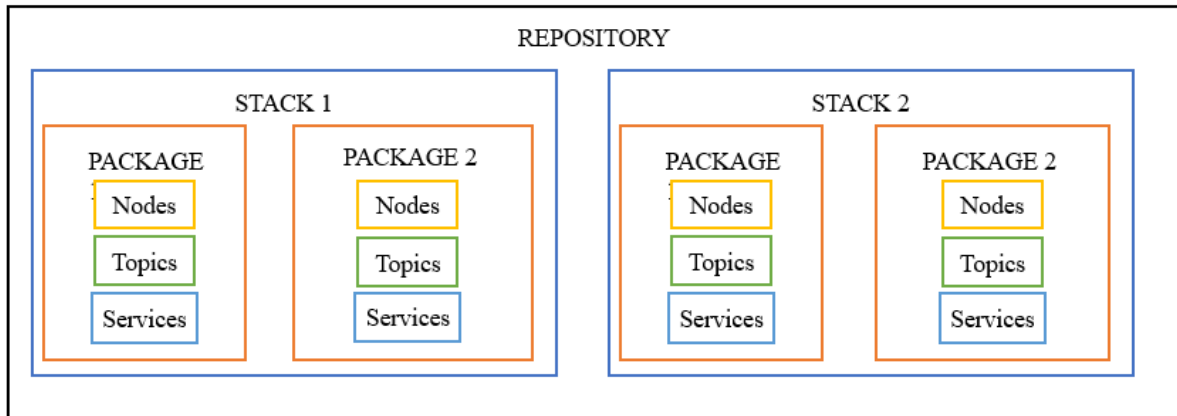 REPOSITORY
STACK 1
PACKAGE
Nodes
Topics
Services
PACKAGE 2
Nodes
Topics
Services
STACK 2
PACKAGE
Nodes
Topics
Services
PACKAGE 2
Nodes
Topics
Services